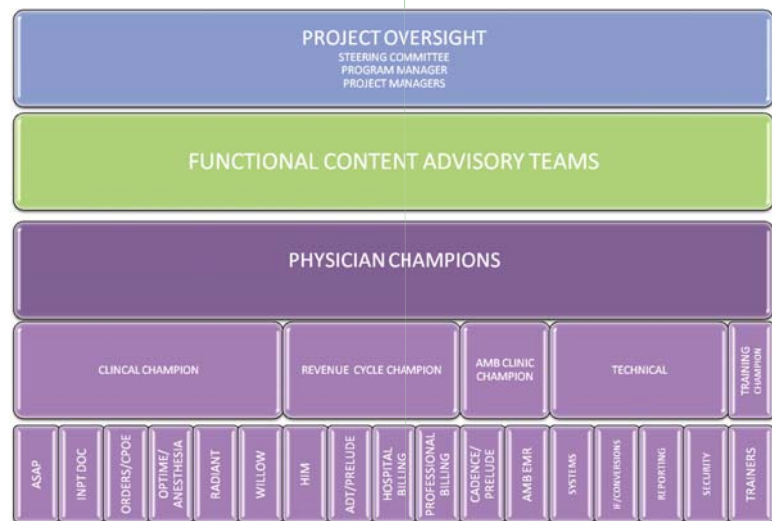 PROJECT OVERSIGHT
STEERING COMMITTEE
PROGRAM MANAGER
PROJECT MANAGERS
FUNCTIONAL CONTENT ADVISORY TEAMS
PHYSICIAN CHAMPIONS
CLINCAL CHAMPION
REVENUE CYCLE CHAMPION
AMB CLINIC
CHAMPION
TECHNICAL
TRAINING
CHAMPION
ASAP
INPT DOC
ORDERS/CPOE
OPTIME/
ANESTHESIA
RADIANT
WILLOW
HIM
ADT/PRELUDE
HOSPITAL
BILLING
PROFESSIONAL
BILLING
CADENCE/
PRELUDE
AMB EMR
SYSTEMS
IF/CONVERSIONS
REPORTING
SECURITY
TRAINERS